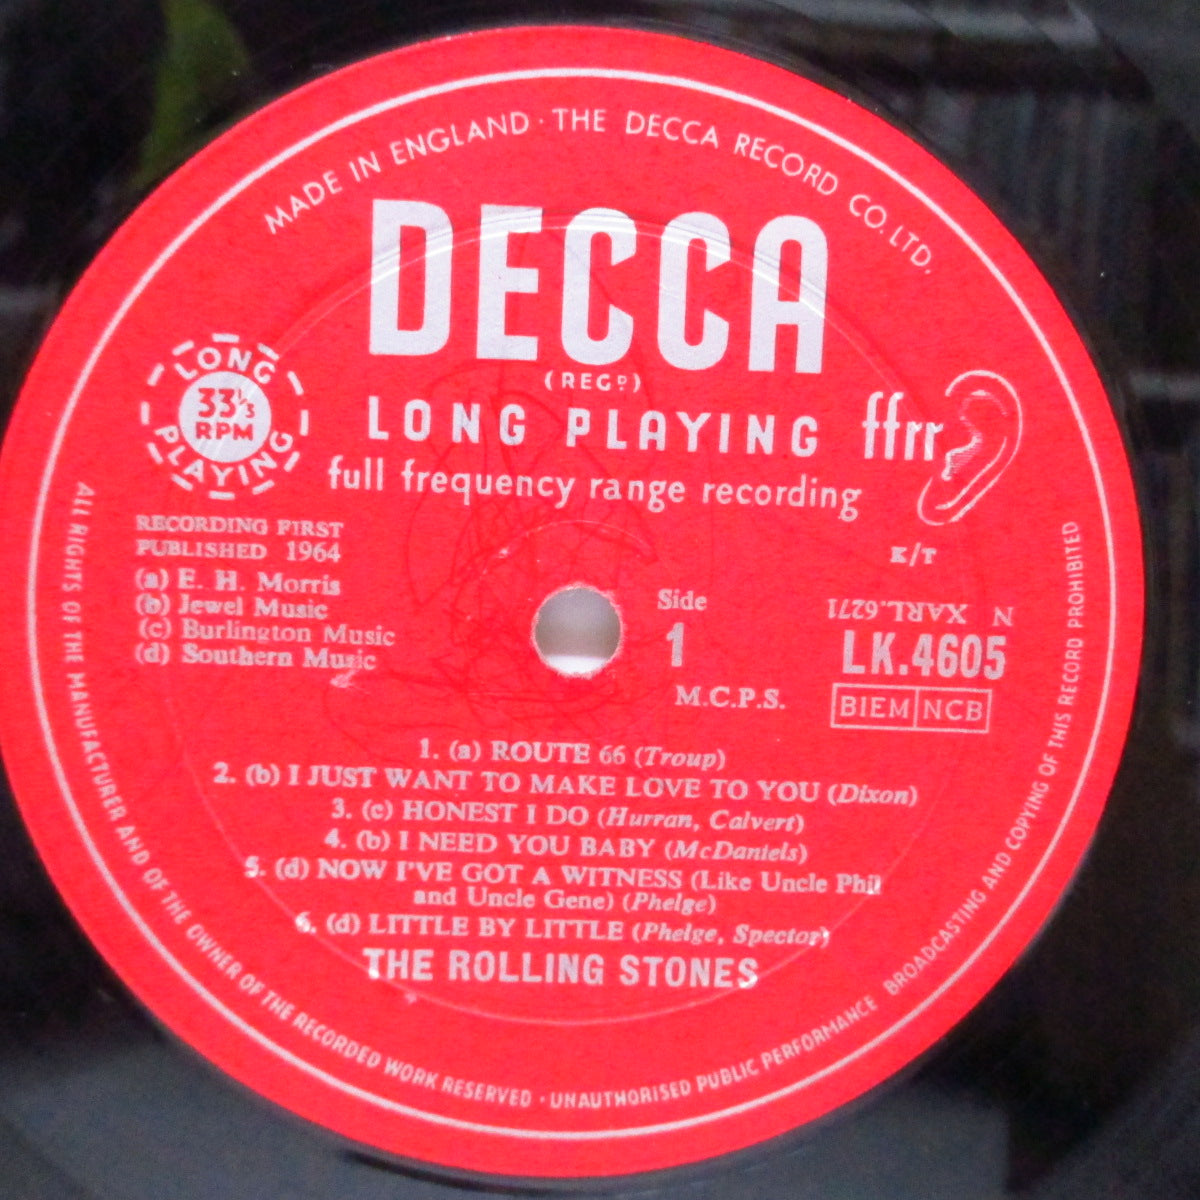 MADE IN ENGLAND · THE DECCA RECORD CO. LTD.
DECCA
(REGᴰ)
LONG PLAYING
ffrr
full frequency range recording
LONG
33⅓
RPM
PLAYING
RECORDING FIRST
PUBLISHED 1964
(a) E. H. Morris
(b) Jewel Music
(c) Burlington Music
(d) Southern Music
Side
1
M.C.P.S.
K/T
N XARL.6271
LK.4605
BIEM NCB
1. (a) ROUTE 66 (Troup)
2. (b) I JUST WANT TO MAKE LOVE TO YOU (Dixon)
3. (c) HONEST I DO (Hurran, Calvert)
4. (b) I NEED YOU BABY (McDaniels)
5. (d) NOW I'VE GOT A WITNESS (Like Uncle Phil
and Uncle Gene) (Phelge)
6. (d) LITTLE BY LITTLE (Phelge, Spector)
THE ROLLING STONES
ALL RIGHTS OF THE MANUFACTURER AND OF THE OWNER OF THE RECORDED WORK RESERVED · UNAUTHORISED PUBLIC PERFORMANCE BROADCASTING AND COPYING OF THIS RECORD PROHIBITED